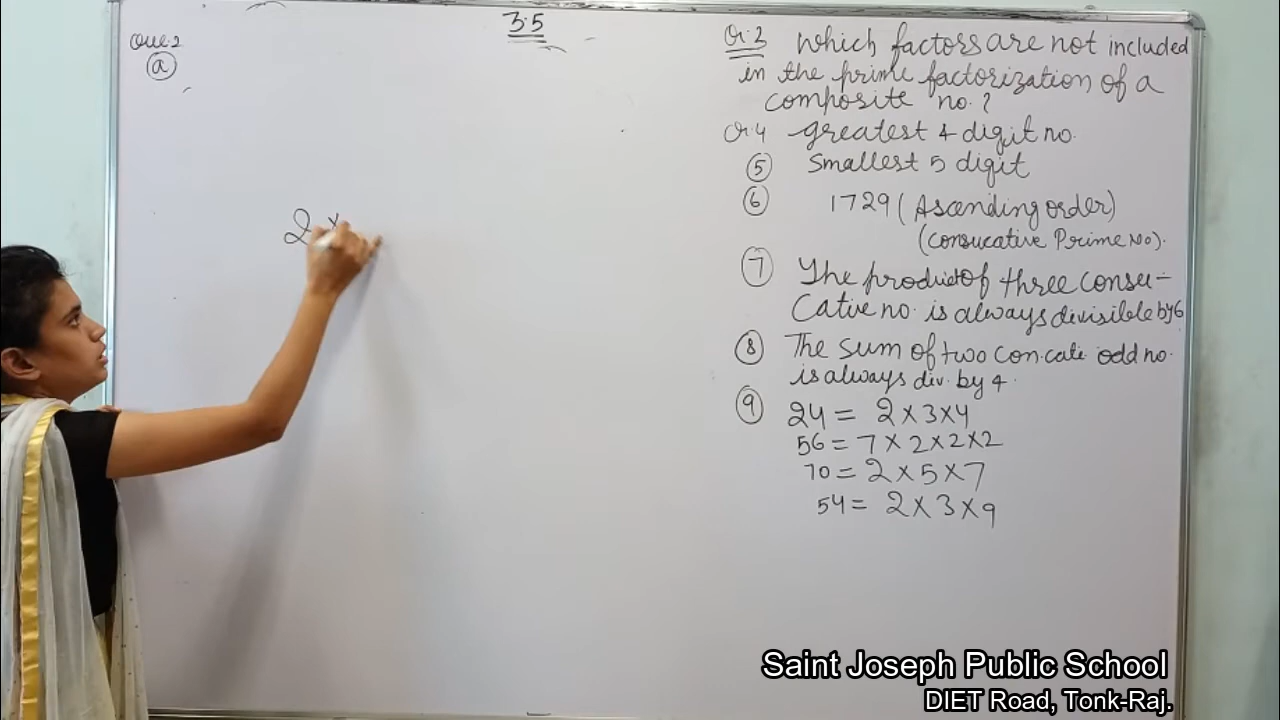 3.5
Que.2
(a)
2 ×
Q.3 Which factors are not included
in the prime factorization of a
composite no.?
Q.4 greatest 4 digit no.
(5) Smallest 5 digit
(6) 1729 (Ascending order)
(consucative Prime No).
(7) The product of three consu-
cative no. is always divisible by 6
(8) The sum of two con.cati odd no.
is always div. by 4.
(9) 24 = 2×3×4
56 = 7×2×2×2
70 = 2×5×7
54 = 2×3×9
Saint Joseph Public School
DIET Road, Tonk-Raj.